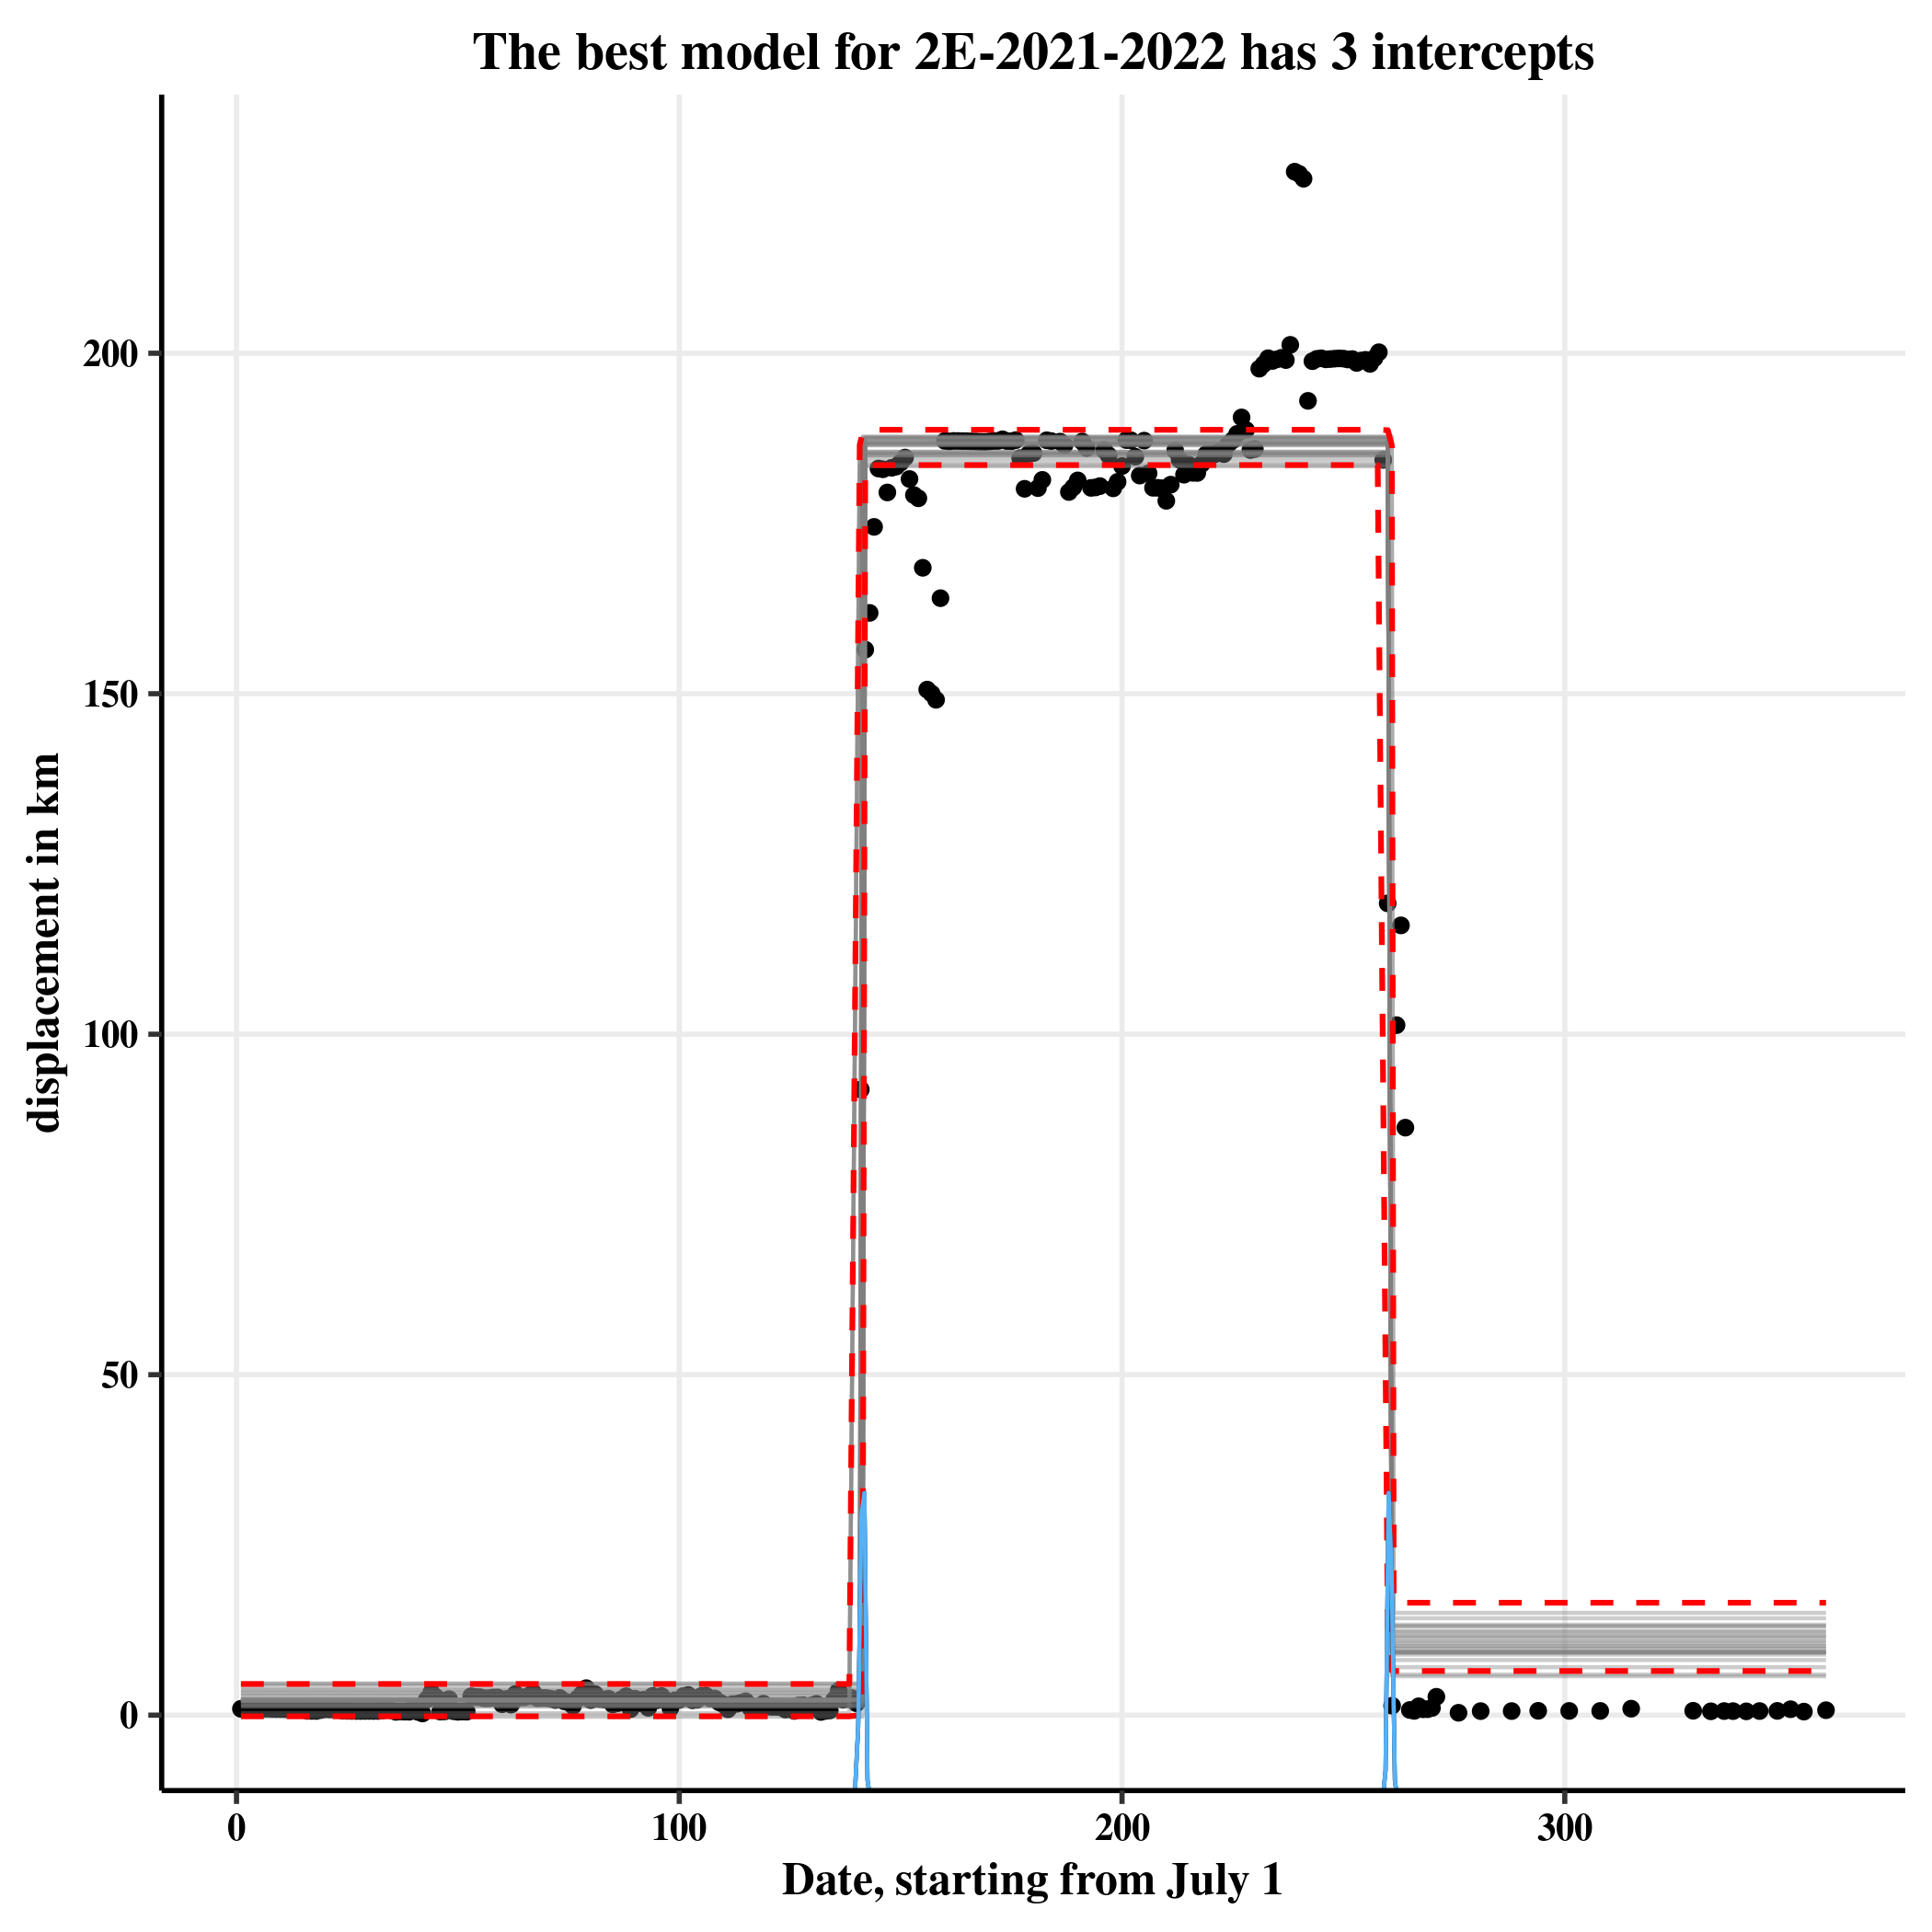 The best model for 2E-2021-2022 has 3 intercepts
displacement in km
200
150
100
50
0
0 100 200 300
Date, starting from July 1